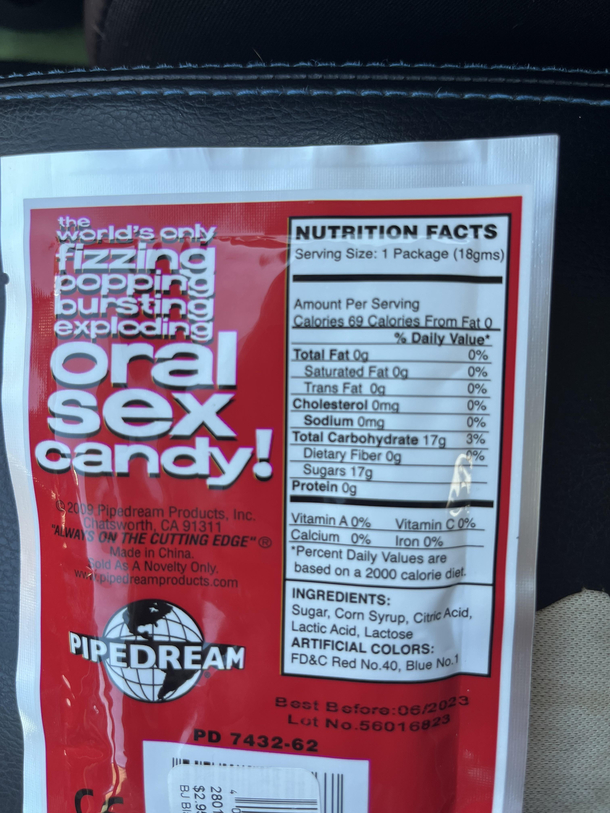 the
world's only
fizzing
popping
bursting
exploding
oral
sex
candy!
© 2009 Pipedream Products, Inc.
Chatsworth, CA 91311
"ALWAYS ON THE CUTTING EDGE"®
Made in China.
Sold As A Novelty Only.
www.pipedreamproducts.com
PIPEDREAM
NUTRITION FACTS
Serving Size: 1 Package (18gms)
Amount Per Serving
Calories 69 Calories From Fat 0
% Daily Value*
Total Fat 0g 0%
Saturated Fat 0g 0%
Trans Fat 0g 0%
Cholesterol 0mg 0%
Sodium 0mg 0%
Total Carbohydrate 17g 3%
Dietary Fiber 0g 0%
Sugars 17g
Protein 0g
Vitamin A 0% Vitamin C 0%
Calcium 0% Iron 0%
*Percent Daily Values are
based on a 2000 calorie diet.
INGREDIENTS:
Sugar, Corn Syrup, Citric Acid,
Lactic Acid, Lactose
ARTIFICIAL COLORS:
FD&C Red No.40, Blue No.1
Best Before:06/2023
Lot No.56016823
PD 7432-62
2801
$2.95